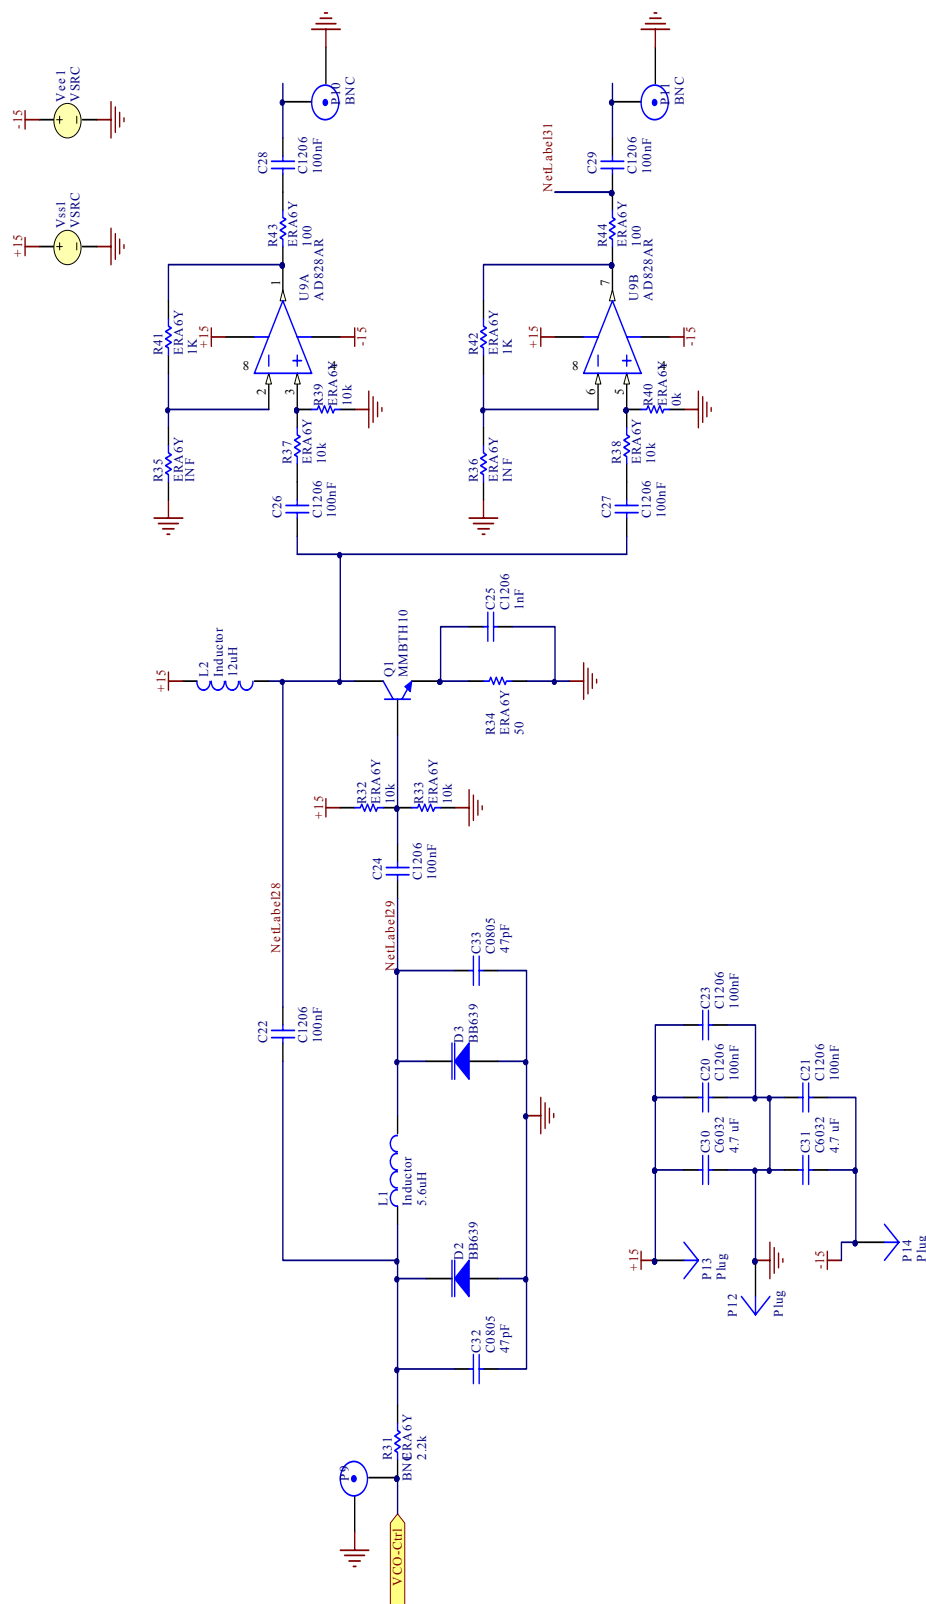 -15
Vee1
VSRC
+15
Vss1
VSRC
P10
BNC
C28
C1206
100nF
R43
ERA6Y
100
U9A
AD828AR
1
R41
ERA6Y
1K
+15
-15
8
4
2
3
R39
ERA6Y
10k
R35
ERA6Y
INF
R37
ERA6Y
10k
C26
C1206
100nF
P11
BNC
NetLabel31
C29
C1206
100nF
R44
ERA6Y
100
U9B
AD828AR
7
R42
ERA6Y
1K
+15
-15
8
4
6
5
R40
ERA6Y
0k
R36
ERA6Y
INF
R38
ERA6Y
10k
C27
C1206
100nF
+15
L2
Inductor
12uH
Q1
MMBTH10
C25
C1206
1nF
R34
ERA6Y
50
+15
R32
ERA6Y
10k
R33
ERA6Y
10k
C24
C1206
100nF
NetLabel28
NetLabel29
C22
C1206
100nF
C33
C0805
47pF
D3
BB639
L1
Inductor
5.6uH
D2
BB639
C32
C0805
47pF
R31
ERA6Y
2.2k
P9
BNC
VCO-Ctrl
C23
C1206
100nF
C20
C1206
100nF
C21
C1206
100nF
C30
C6032
4.7 uF
C31
C6032
4.7 uF
+15
P13
Plug
P12
Plug
-15
P14
Plug